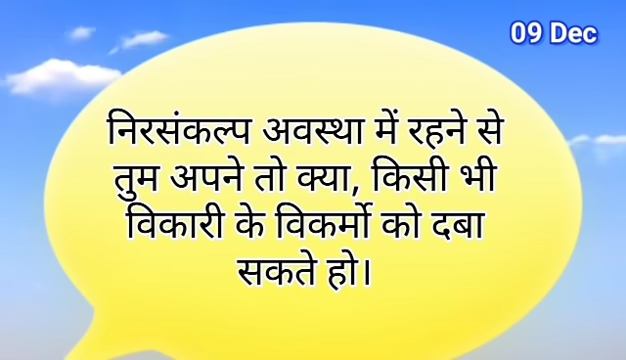 09 Dec
निरसंकल्प अवस्था में रहने से
तुम अपने तो क्या, किसी भी
विकारी के विकर्मो को दबा
सकते हो।